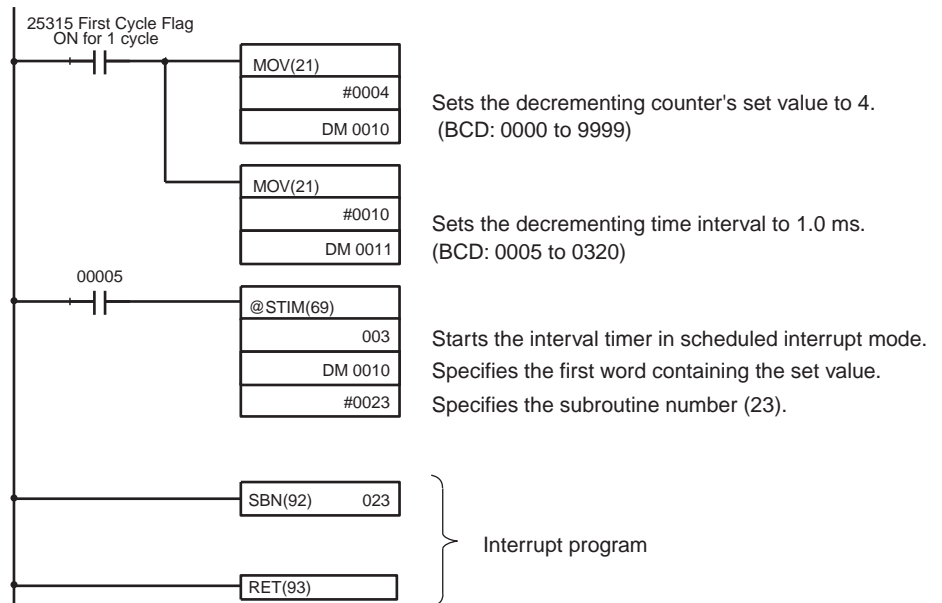 25315 First Cycle Flag
ON for 1 cycle
MOV(21)
#0004
DM 0010
Sets the decrementing counter's set value to 4.
(BCD: 0000 to 9999)
MOV(21)
#0010
DM 0011
Sets the decrementing time interval to 1.0 ms.
(BCD: 0005 to 0320)
00005
@STIM(69)
003
Starts the interval timer in scheduled interrupt mode.
DM 0010
Specifies the first word containing the set value.
#0023
Specifies the subroutine number (23).
SBN(92) 023
Interrupt program
RET(93)